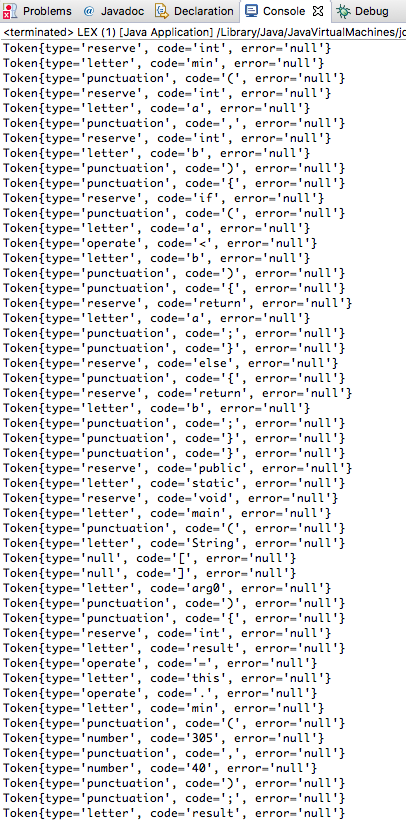 Problems @ Javadoc Declaration Console Debug
<terminated> LEX (1) [Java Application] /Library/Java/JavaVirtualMachines/jd
Token{type='reserve', code='int', error='null'}
Token{type='letter', code='min', error='null'}
Token{type='punctuation', code='(', error='null'}
Token{type='reserve', code='int', error='null'}
Token{type='letter', code='a', error='null'}
Token{type='punctuation', code=',', error='null'}
Token{type='reserve', code='int', error='null'}
Token{type='letter', code='b', error='null'}
Token{type='punctuation', code=')', error='null'}
Token{type='punctuation', code='{', error='null'}
Token{type='reserve', code='if', error='null'}
Token{type='punctuation', code='(', error='null'}
Token{type='letter', code='a', error='null'}
Token{type='operate', code='<', error='null'}
Token{type='letter', code='b', error='null'}
Token{type='punctuation', code=')', error='null'}
Token{type='punctuation', code='{', error='null'}
Token{type='reserve', code='return', error='null'}
Token{type='letter', code='a', error='null'}
Token{type='punctuation', code=';', error='null'}
Token{type='punctuation', code='}', error='null'}
Token{type='reserve', code='else', error='null'}
Token{type='punctuation', code='{', error='null'}
Token{type='reserve', code='return', error='null'}
Token{type='letter', code='b', error='null'}
Token{type='punctuation', code=';', error='null'}
Token{type='punctuation', code='}', error='null'}
Token{type='punctuation', code='}', error='null'}
Token{type='reserve', code='public', error='null'}
Token{type='letter', code='static', error='null'}
Token{type='reserve', code='void', error='null'}
Token{type='letter', code='main', error='null'}
Token{type='punctuation', code='(', error='null'}
Token{type='letter', code='String', error='null'}
Token{type='null', code='[', error='null'}
Token{type='null', code=']', error='null'}
Token{type='letter', code='arg0', error='null'}
Token{type='punctuation', code=')', error='null'}
Token{type='punctuation', code='{', error='null'}
Token{type='reserve', code='int', error='null'}
Token{type='letter', code='result', error='null'}
Token{type='operate', code='=', error='null'}
Token{type='letter', code='this', error='null'}
Token{type='operate', code='.', error='null'}
Token{type='letter', code='min', error='null'}
Token{type='punctuation', code='(', error='null'}
Token{type='number', code='305', error='null'}
Token{type='punctuation', code=',', error='null'}
Token{type='number', code='40', error='null'}
Token{type='punctuation', code=')', error='null'}
Token{type='punctuation', code=';', error='null'}
Token{type='letter', code='result', error='null'}